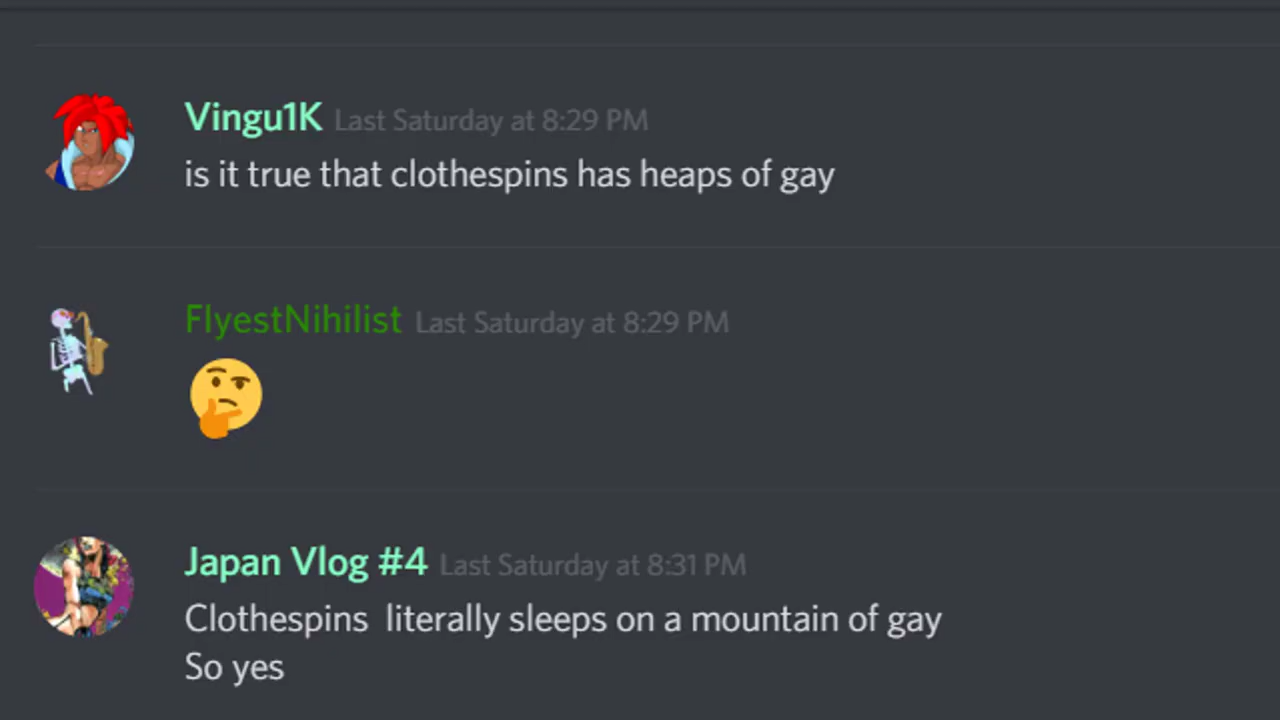 Vingu1K Last Saturday at 8:29 PM
is it true that clothespins has heaps of gay
FlyestNihilist Last Saturday at 8:29 PM
🤔
Japan Vlog #4 Last Saturday at 8:31 PM
Clothespins literally sleeps on a mountain of gay
So yes